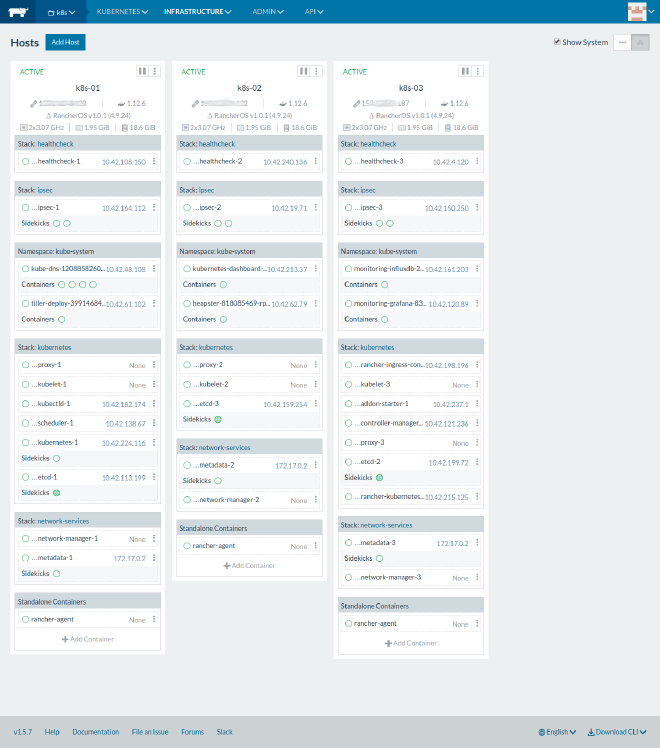 k8s KUBERNETES INFRASTRUCTURE ADMIN API
Hosts Add Host Show System
ACTIVE
k8s-01
1.12.6
RancherOS v1.0.1 (4.9.24)
2x3.07 GHz 1.95 GiB 18.6 GiB
Stack: healthcheck
...healthcheck-1 10.42.108.150
Stack: ipsec
...ipsec-1 10.42.164.112
Sidekicks
Namespace: kube-system
kube-dns-1208858260... 10.42.48.108
Containers
tiller-deploy-39914684... 10.42.61.102
Containers
Stack: kubernetes
...proxy-1 None
...kubelet-1 None
...kubectld-1 10.42.182.174
...scheduler-1 10.42.138.67
...kubernetes-1 10.42.224.116
Sidekicks
...etcd-1 10.42.113.199
Sidekicks
Stack: network-services
...network-manager-1 None
...metadata-1 172.17.0.2
Sidekicks
Standalone Containers
rancher-agent None
Add Container
ACTIVE
k8s-02
1.12.6
RancherOS v1.0.1 (4.9.24)
2x3.07 GHz 1.95 GiB 18.6 GiB
Stack: healthcheck
...healthcheck-2 10.42.240.136
Stack: ipsec
...ipsec-2 10.42.19.71
Sidekicks
Namespace: kube-system
kubernetes-dashboard-... 10.42.213.37
Containers
heapster-818085469-rp... 10.42.62.79
Containers
Stack: kubernetes
...proxy-2 None
...kubelet-2 None
...etcd-3 10.42.159.254
Sidekicks
Stack: network-services
...metadata-2 172.17.0.2
Sidekicks
...network-manager-2 None
Standalone Containers
rancher-agent None
Add Container
ACTIVE
k8s-03
1.12.6
RancherOS v1.0.1 (4.9.24)
2x3.07 GHz 1.95 GiB 18.6 GiB
Stack: healthcheck
...healthcheck-3 10.42.4.120
Stack: ipsec
...ipsec-3 10.42.150.250
Sidekicks
Namespace: kube-system
monitoring-influxdb-2... 10.42.161.203
Containers
monitoring-grafana-83... 10.42.120.89
Containers
Stack: kubernetes
...rancher-ingress-con... 10.42.198.196
...kubelet-3 None
...addon-starter-1 10.42.237.1
...controller-manager... 10.42.121.236
...proxy-3 None
...etcd-2 10.42.199.72
Sidekicks
...rancher-kubernetes... 10.42.215.125
Stack: network-services
...metadata-3 172.17.0.2
Sidekicks
...network-manager-3 None
Standalone Containers
rancher-agent None
Add Container
v1.5.7 Help Documentation File an Issue Forums Slack English Download CLI